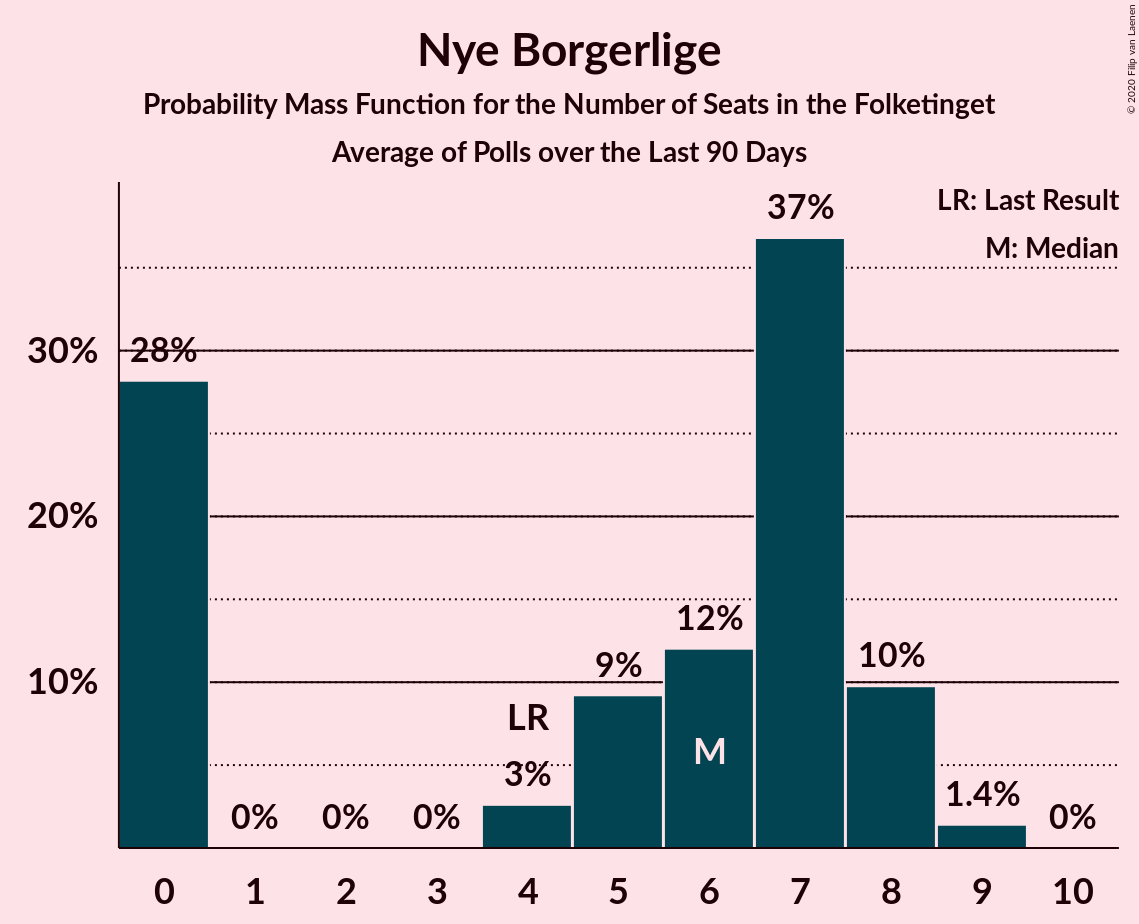 Nye Borgerlige
Probability Mass Function for the Number of Seats in the Folketinget
Average of Polls over the Last 90 Days
© 2020 Filip van Laenen
LR: Last Result
M: Median
37%
30%
28%
20%
12%
10%
9%
10%
LR
M
3%
1.4%
0%
0%
0%
0%
0 1 2 3 4 5 6 7 8 9 10